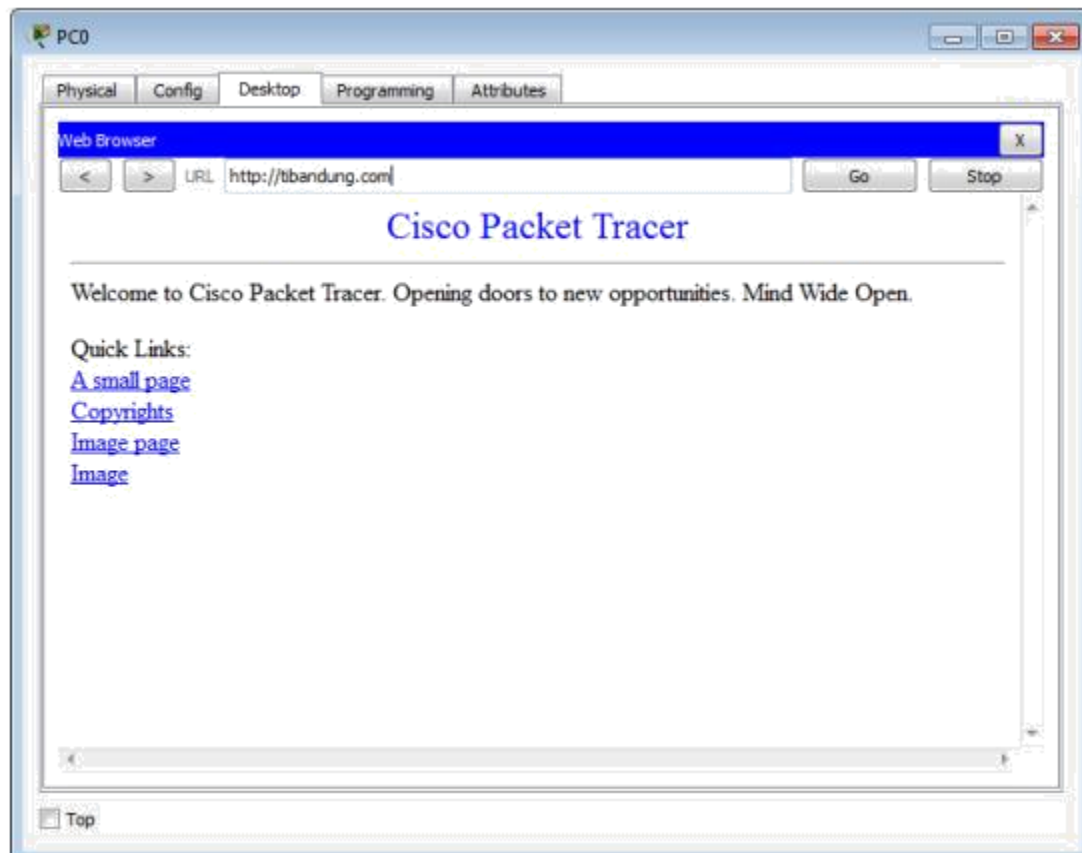 PC0
Physical Config Desktop Programming Attributes
Web Browser X
< > URL http://tibandung.com Go Stop
Cisco Packet Tracer
Welcome to Cisco Packet Tracer. Opening doors to new opportunities. Mind Wide Open.
Quick Links:
A small page
Copyrights
Image page
Image
Top